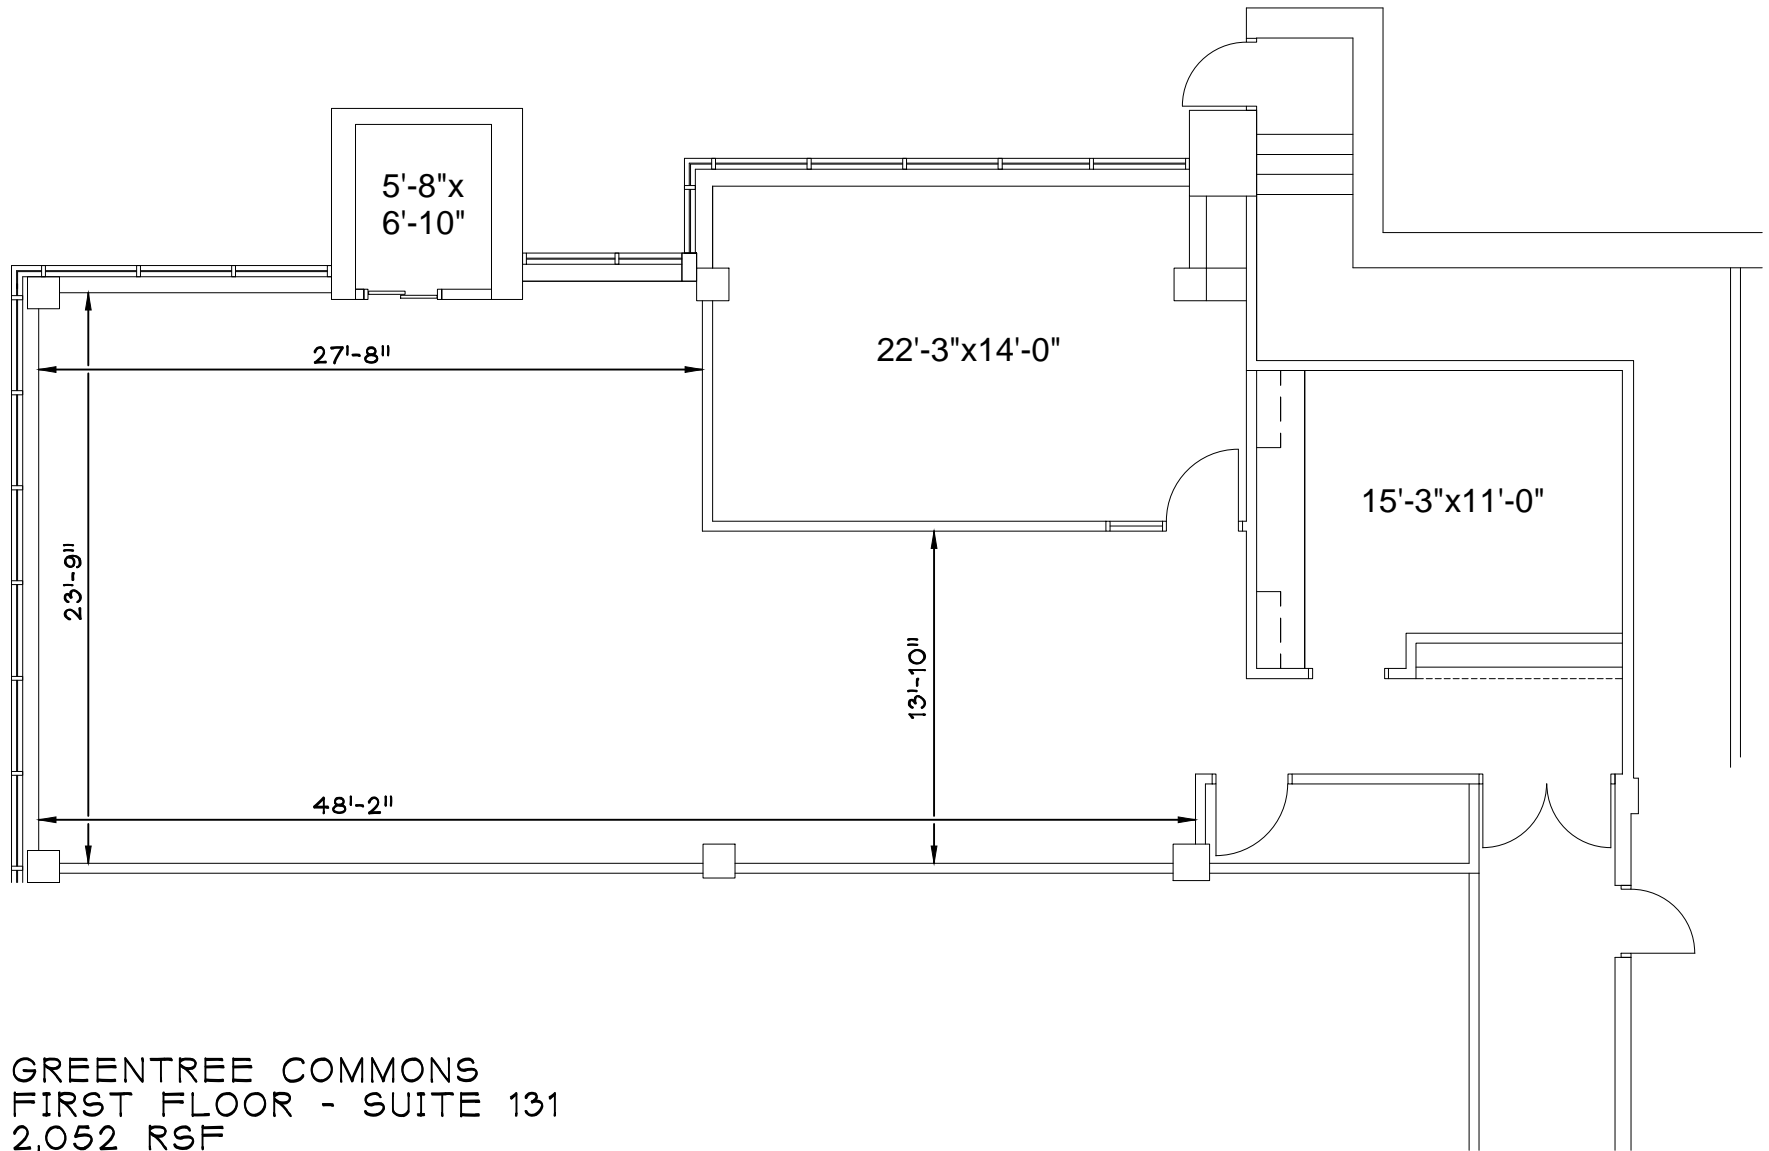 5'-8"x
6'-10"
27'-8"
22'-3"x14'-0"
15'-3"x11'-0"
23'-9"
13'-10"
48'-2"
GREENTREE COMMONS
FIRST FLOOR - SUITE 131
2,052 RSF